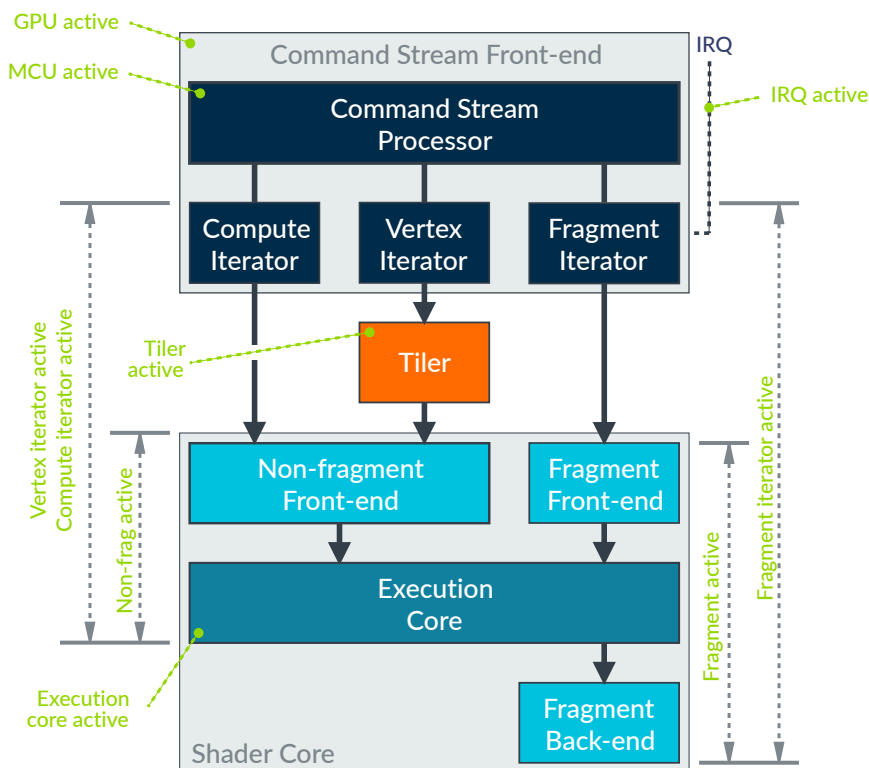 GPU active
Command Stream Front-end
IRQ
MCU active
IRQ active
Command Stream
Processor
Compute
Iterator
Vertex
Iterator
Fragment
Iterator
Tiler
active
Tiler
Vertex iterator active
Compute iterator active
Non-frag active
Non-fragment
Front-end
Fragment
Front-end
Fragment active
Fragment iterator active
Execution
Core
Execution
core active
Fragment
Back-end
Shader Core